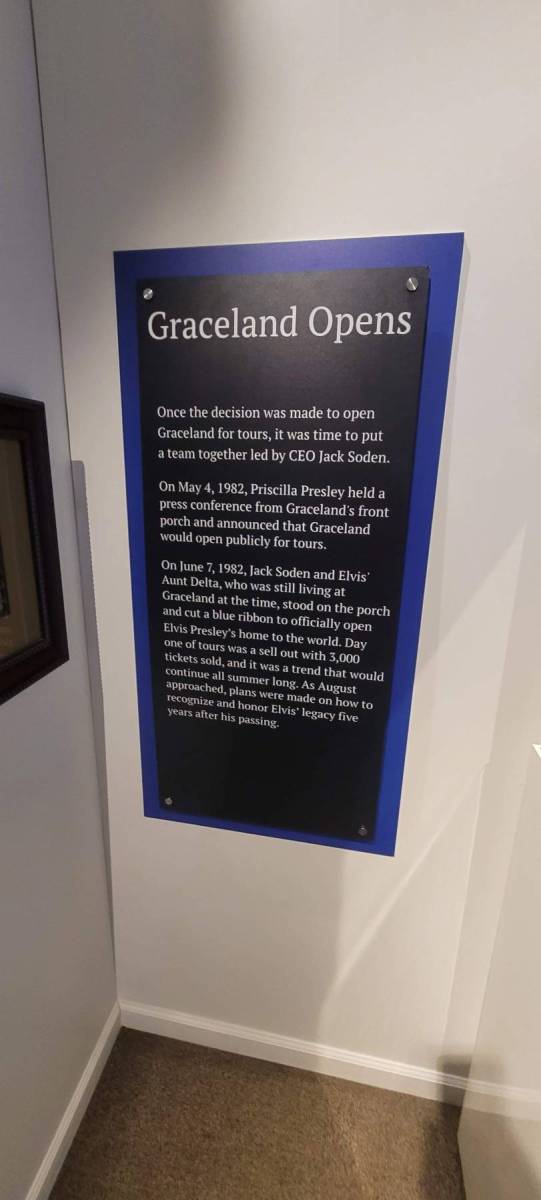 Graceland Opens
Once the decision was made to open
Graceland for tours, it was time to put
a team together led by CEO Jack Soden.
On May 4, 1982, Priscilla Presley held a
press conference from Graceland's front
porch and announced that Graceland
would open publicly for tours.
On June 7, 1982, Jack Soden and Elvis'
Aunt Delta, who was still living at
Graceland at the time, stood on the porch
and cut a blue ribbon to officially open
Elvis Presley's home to the world. Day
one of tours was a sell out with 3,000
tickets sold, and it was a trend that would
continue all summer long. As August
approached, plans were made on how to
recognize and honor Elvis' legacy five
years after his passing.